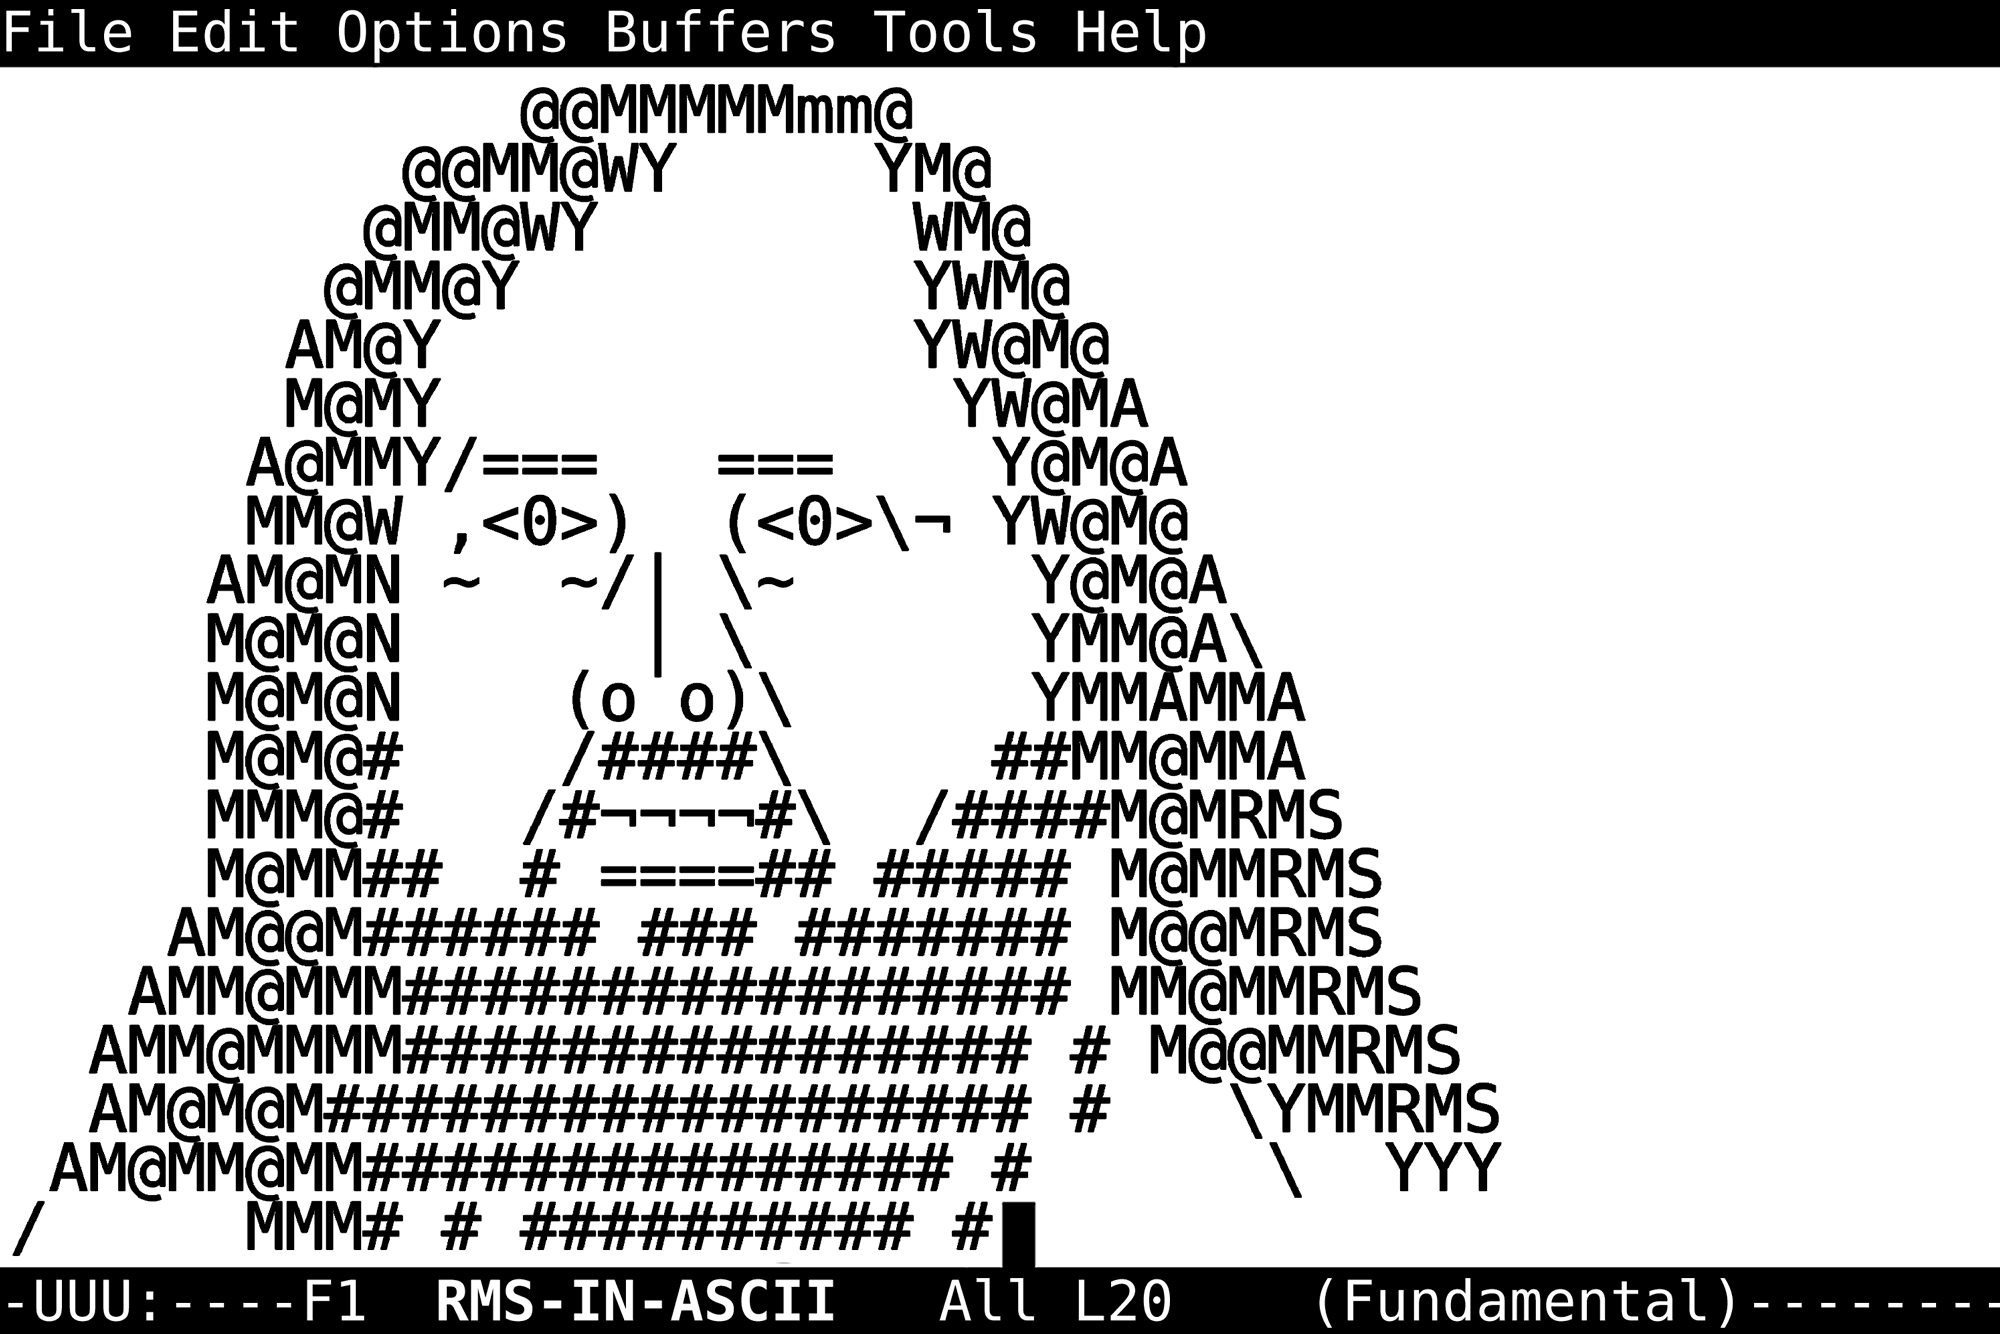 File Edit Options Buffers Tools Help
             @@MMMMMmm@
          @@MM@WY     YM@
         @MM@WY        WM@
        @MM@Y          YWM@
       AM@Y            YW@M@
       M@MY             YW@MA
      A@MMY/===   ===    Y@M@A
      MM@W ,<0>)  (<0>\¬ YW@M@
     AM@MN ~  ~/| \~      Y@M@A
     M@M@N      | \       YMM@A\
     M@M@N    (o o)\      YMMAMMA
     M@M@#    /####\     ##MM@MMA
     MMM@#   /#¬¬¬¬#\  /####M@MRMS
     M@MM##  # ====## ##### M@MMRMS
    AM@@M###### ### ####### M@@MRMS
   AMM@MMM################# MM@MMRMS
  AMM@MMMM################ # M@@MMRMS
  AM@M@M################## #   \YMMRMS
 AM@MM@MM############### #      \  YYY
/     MMM# # ########## #
-UUU:----F1  RMS-IN-ASCII   All L20    (Fundamental)--------